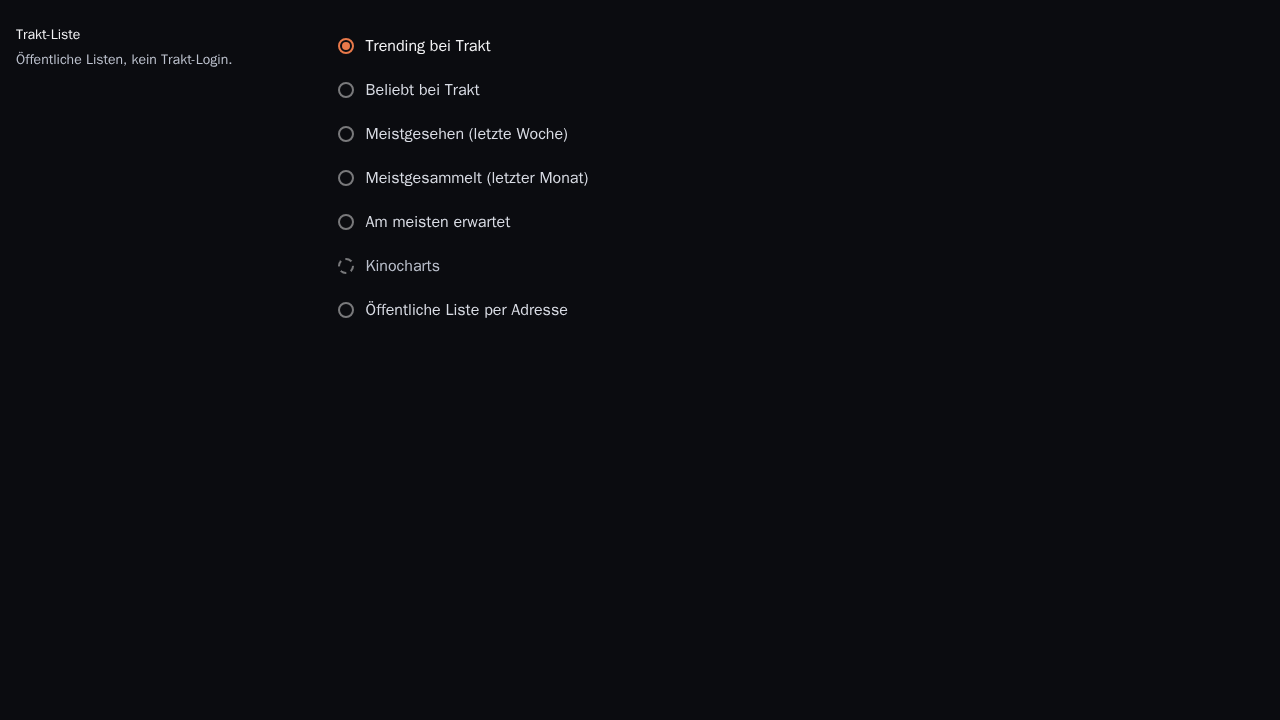 Trakt-Liste
Öffentliche Listen, kein Trakt-Login.
Trending bei Trakt
Beliebt bei Trakt
Meistgesehen (letzte Woche)
Meistgesammelt (letzter Monat)
Am meisten erwartet
Kinocharts
Öffentliche Liste per Adresse